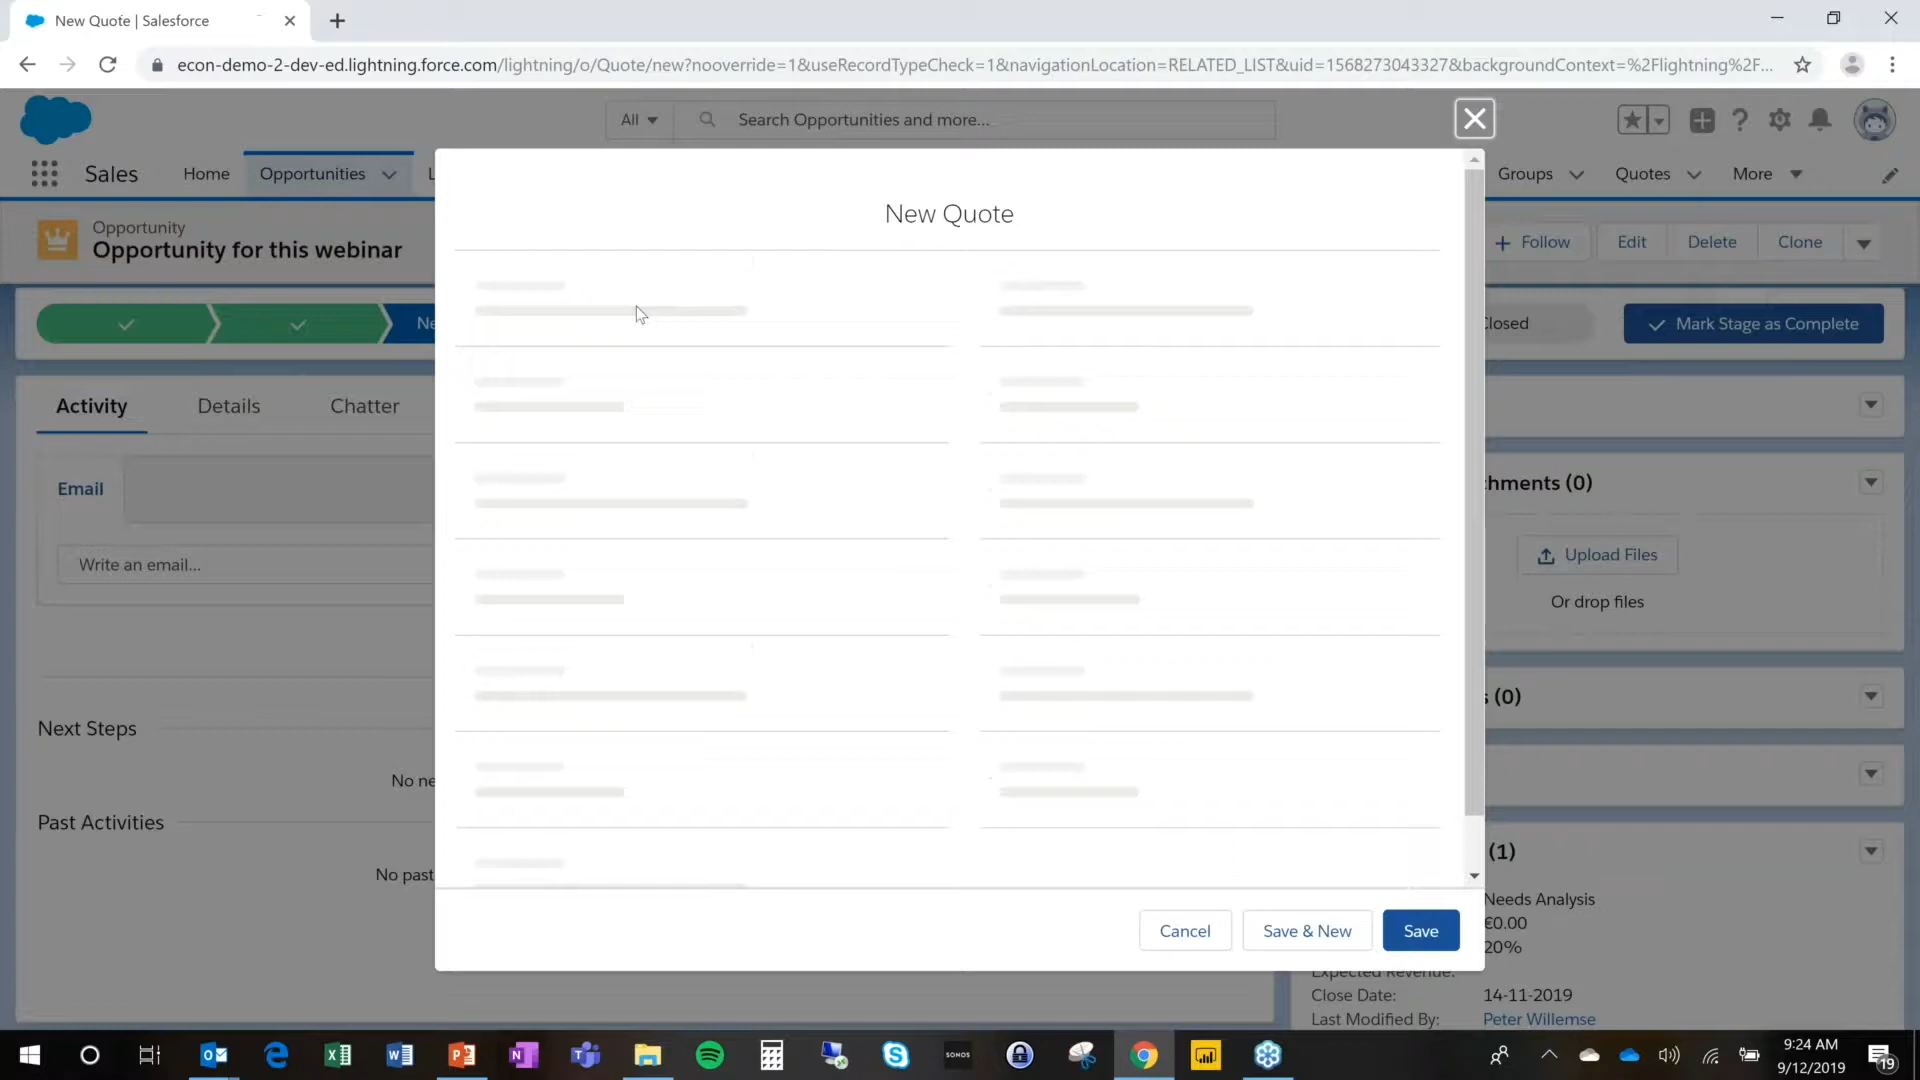 New Quote | Salesforce
econ-demo-2-dev-ed.lightning.force.com/lightning/o/Quote/new?nooverride=1&useRecordTypeCheck=1&navigationLocation=RELATED_LIST&uid=1568273043327&backgroundContext=%2Flightning%2F...
All
Search Opportunities and more...
Sales
Home
Opportunities
Groups
Quotes
More
Opportunity
Opportunity for this webinar
Follow
Edit
Delete
Clone
New Quote
Mark Stage as Complete
Activity
Details
Chatter
Email
Write an email...
(0)
Upload Files
Or drop files
(0)
Next Steps
Past Activities
(1)
Needs Analysis
€0.00
20%
Expected Revenue:
Close Date:
14-11-2019
Last Modified By:
Peter Willemse
Cancel
Save & New
Save
SONOS
9:24 AM
9/12/2019
19